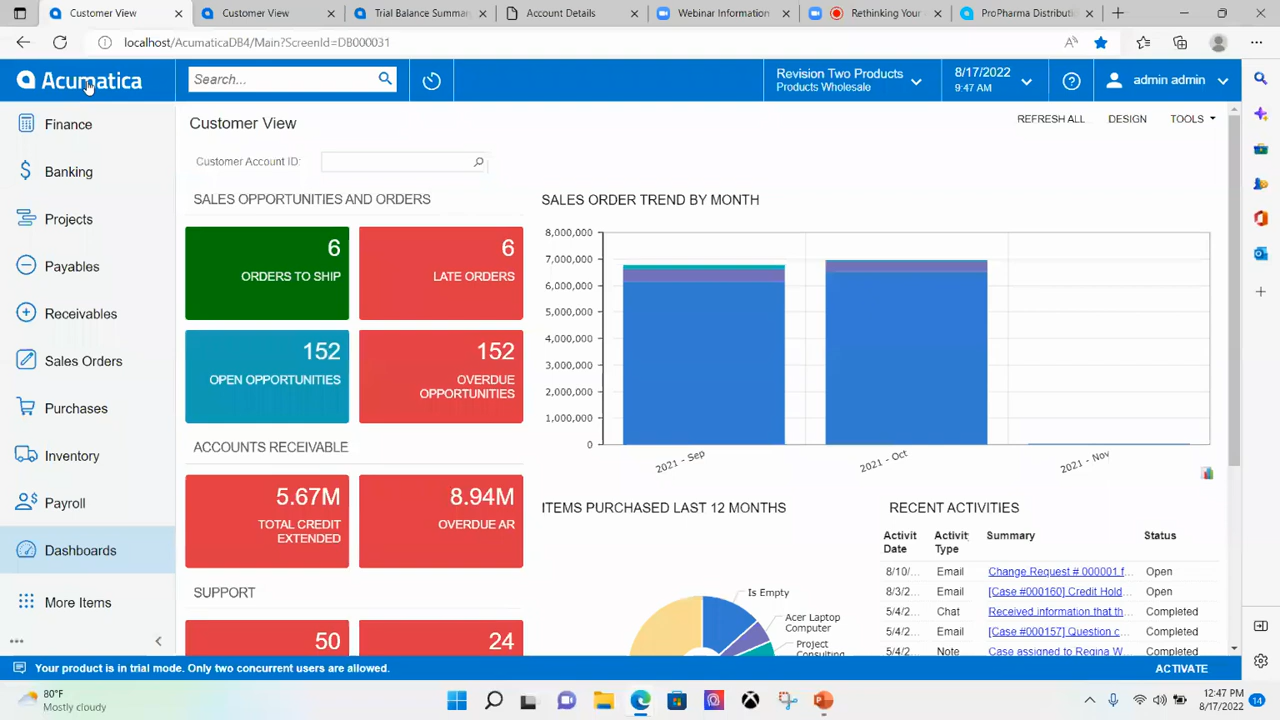 Customer View
Customer View
Trial Balance Summar
Account Details
Webinar Information
Rethinking Your
ProPharma Distributi
localhost/AcumaticaDB4/Main?ScreenId=DB000031
Acumatica
Search...
Revision Two Products
Products Wholesale
8/17/2022
9:47 AM
admin admin
Finance
Banking
Projects
Payables
Receivables
Sales Orders
Purchases
Inventory
Payroll
Dashboards
More Items
Customer View
REFRESH ALL
DESIGN
TOOLS
Customer Account ID:
SALES OPPORTUNITIES AND ORDERS
6
ORDERS TO SHIP
6
LATE ORDERS
152
OPEN OPPORTUNITIES
152
OVERDUE
OPPORTUNITIES
ACCOUNTS RECEIVABLE
5.67M
TOTAL CREDIT
EXTENDED
8.94M
OVERDUE AR
SUPPORT
50
24
SALES ORDER TREND BY MONTH
8,000,000
7,000,000
6,000,000
5,000,000
4,000,000
3,000,000
2,000,000
1,000,000
0
2021 - Sep
2021 - Oct
2021 - Nov
ITEMS PURCHASED LAST 12 MONTHS
Is Empty
Acer Laptop
Computer
Project
Consulting
RECENT ACTIVITIES
Activit Date Activit Type Summary Status
8/10/... Email Change Request # 000001 f... Open
8/3/2... Email [Case #000160] Credit Hold... Open
5/4/2... Chat Received information that th... Completed
5/4/2... Email [Case #000157] Question c... Completed
5/4/2... Note Case assigned to Regina W... Completed
Your product is in trial mode. Only two concurrent users are allowed.
ACTIVATE
80°F
Mostly cloudy
12:47 PM
8/17/2022
14